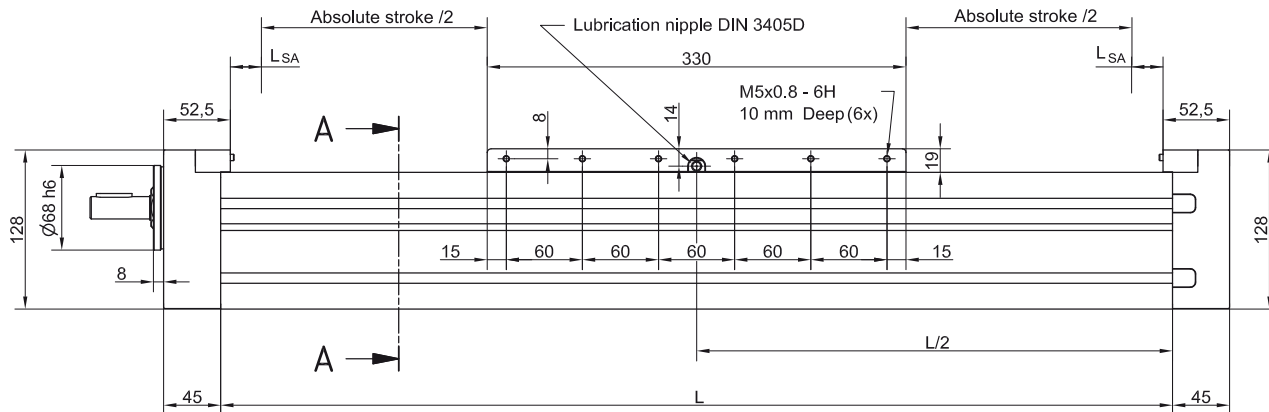 Absolute stroke /2
Absolute stroke /2
Lubrication nipple DIN 3405D
LSA
330
LSA
M5x0.8 - 6H
10 mm Deep (6x)
52,5
52,5
A
8
14
19
128
Ø68 h6
128
15
60
60
60
60
60
15
8
A
L/2
45
L
45